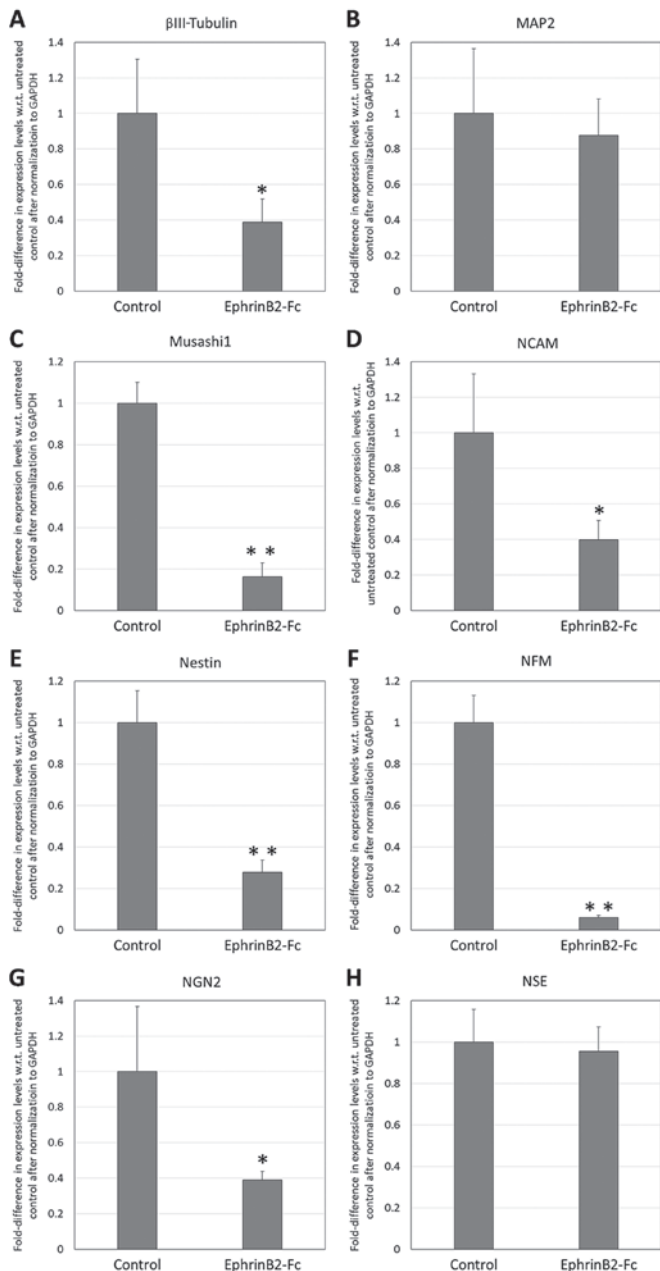 A
βIII-Tubulin
Fold-difference in expression levels w.r.t. untreated
control after normalizatioin to GAPDH
1.4
1.2
1
0.8
0.6
0.4
0.2
0
*
Control
EphrinB2-Fc
B
MAP2
Fold-difference in expression levels w.r.t. untreated
control after normalizatioin to GAPDH
1.4
1.2
1
0.8
0.6
0.4
0.2
0
Control
EphrinB2-Fc
C
Musashi1
Fold-difference in expression levels w.r.t. untreated
control after normalizatioin to GAPDH
1.2
1
0.8
0.6
0.4
0.2
0
* *
Control
EphrinB2-Fc
D
NCAM
Fold-difference in expression levels w.r.t.
untrteated control after normalizatioin to GAPDH
1.4
1.2
1
0.8
0.6
0.4
0.2
0
*
Control
EphrinB2-Fc
E
Nestin
Fold-difference in expression levels w.r.t. untreated
control after normalizatioin to GAPDH
1.2
1
0.8
0.6
0.4
0.2
0
* *
Control
EphrinB2-Fc
F
NFM
Fold-difference in expression levels w.r.t. untreated
control after normalizatioin to GAPDH
1.2
1
0.8
0.6
0.4
0.2
0
* *
Control
EphrinB2-Fc
G
NGN2
Fold-difference in expression levels w.r.t. untreated
control after normalizatioin to GAPDH
1.4
1.2
1
0.8
0.6
0.4
0.2
0
*
Control
EphrinB2-Fc
H
NSE
Fold-difference in expression levels w.r.t. untreated
control after normalizatioin to GAPDH
1.2
1
0.8
0.6
0.4
0.2
0
Control
EphrinB2-Fc